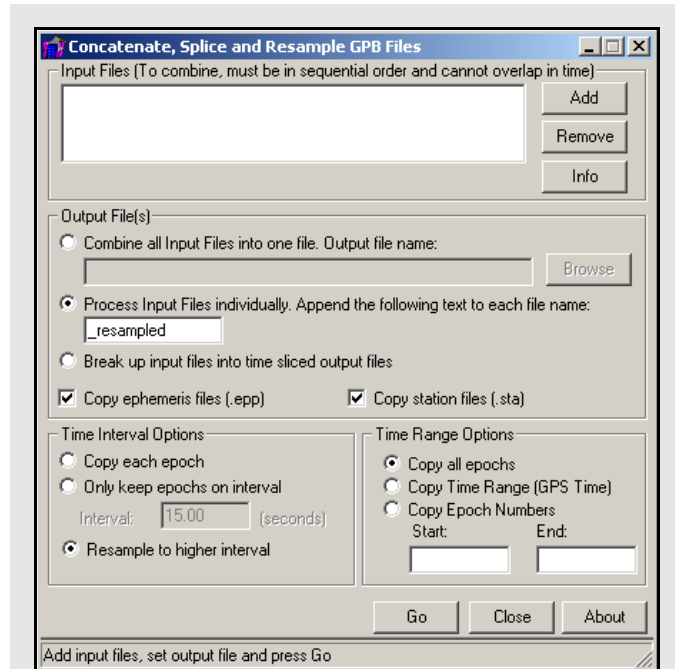 Concatenate, Splice and Resample GPB Files
Input Files (To combine, must be in sequential order and cannot overlap in time)
Add
Remove
Info
Output File(s)
Combine all Input Files into one file. Output file name:
Browse
Process Input Files individually. Append the following text to each file name:
_resampled
Break up input files into time sliced output files
Copy ephemeris files (.epp)
Copy station files (.sta)
Time Interval Options
Copy each epoch
Only keep epochs on interval
Interval: 15.00 (seconds)
Resample to higher interval
Time Range Options
Copy all epochs
Copy Time Range (GPS Time)
Copy Epoch Numbers
Start: End:
Go Close About
Add input files, set output file and press Go